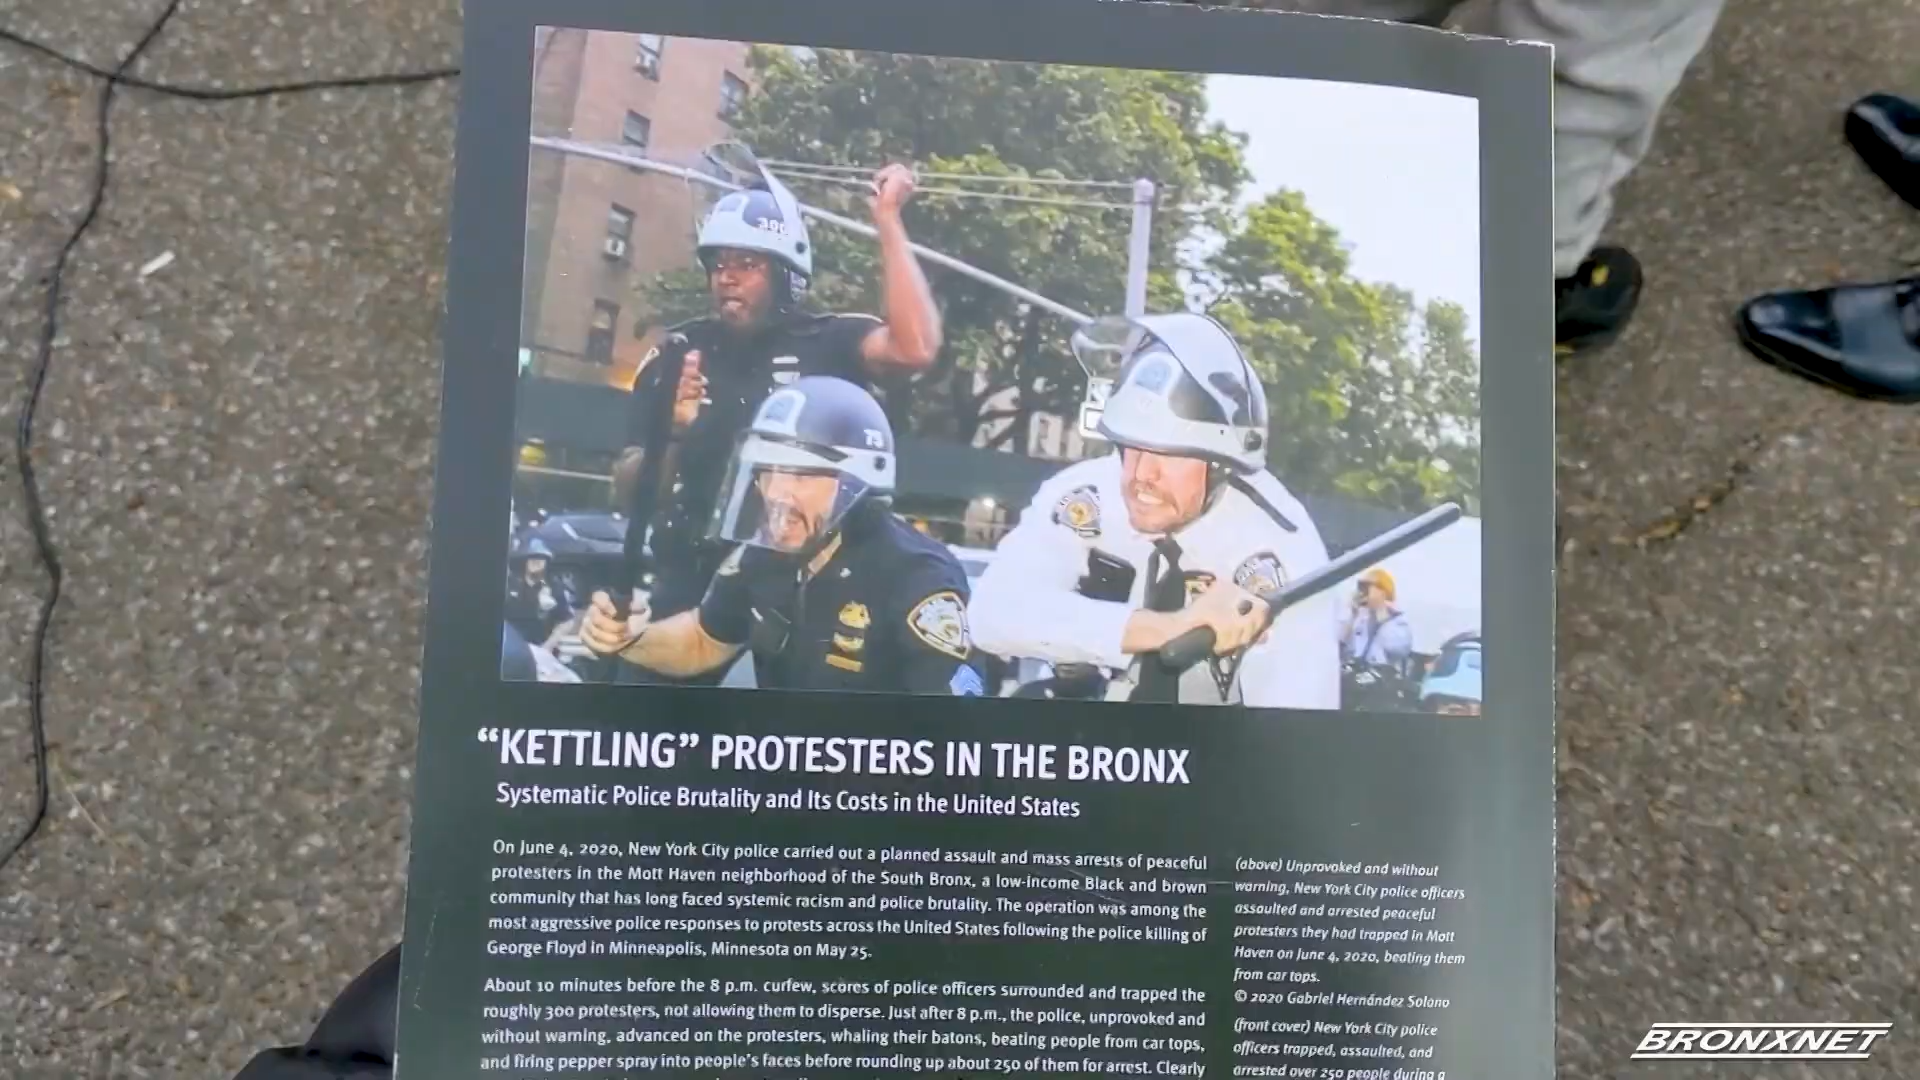 "KETTLING" PROTESTERS IN THE BRONX
Systematic Police Brutality and Its Costs in the United States
On June 4, 2020, New York City police carried out a planned assault and mass arrests of peaceful
protesters in the Mott Haven neighborhood of the South Bronx, a low-income Black and brown
community that has long faced systemic racism and police brutality. The operation was among the
most aggressive police responses to protests across the United States following the police killing of
George Floyd in Minneapolis, Minnesota on May 25.
About 10 minutes before the 8 p.m. curfew, scores of police officers surrounded and trapped the
roughly 300 protesters, not allowing them to disperse. Just after 8 p.m., the police, unprovoked and
without warning, advanced on the protesters, whaling their batons, beating people from car tops,
and firing pepper spray into people's faces before rounding up about 250 of them for arrest. Clearly
(above) Unprovoked and without
warning, New York City police officers
assaulted and arrested peaceful
protesters they had trapped in Mott
Haven on June 4, 2020, beating them
from car tops.
© 2020 Gabriel Hernández Solano
(front cover) New York City police
officers trapped, assaulted, and
arrested over 250 people during a
73
BRONXNET